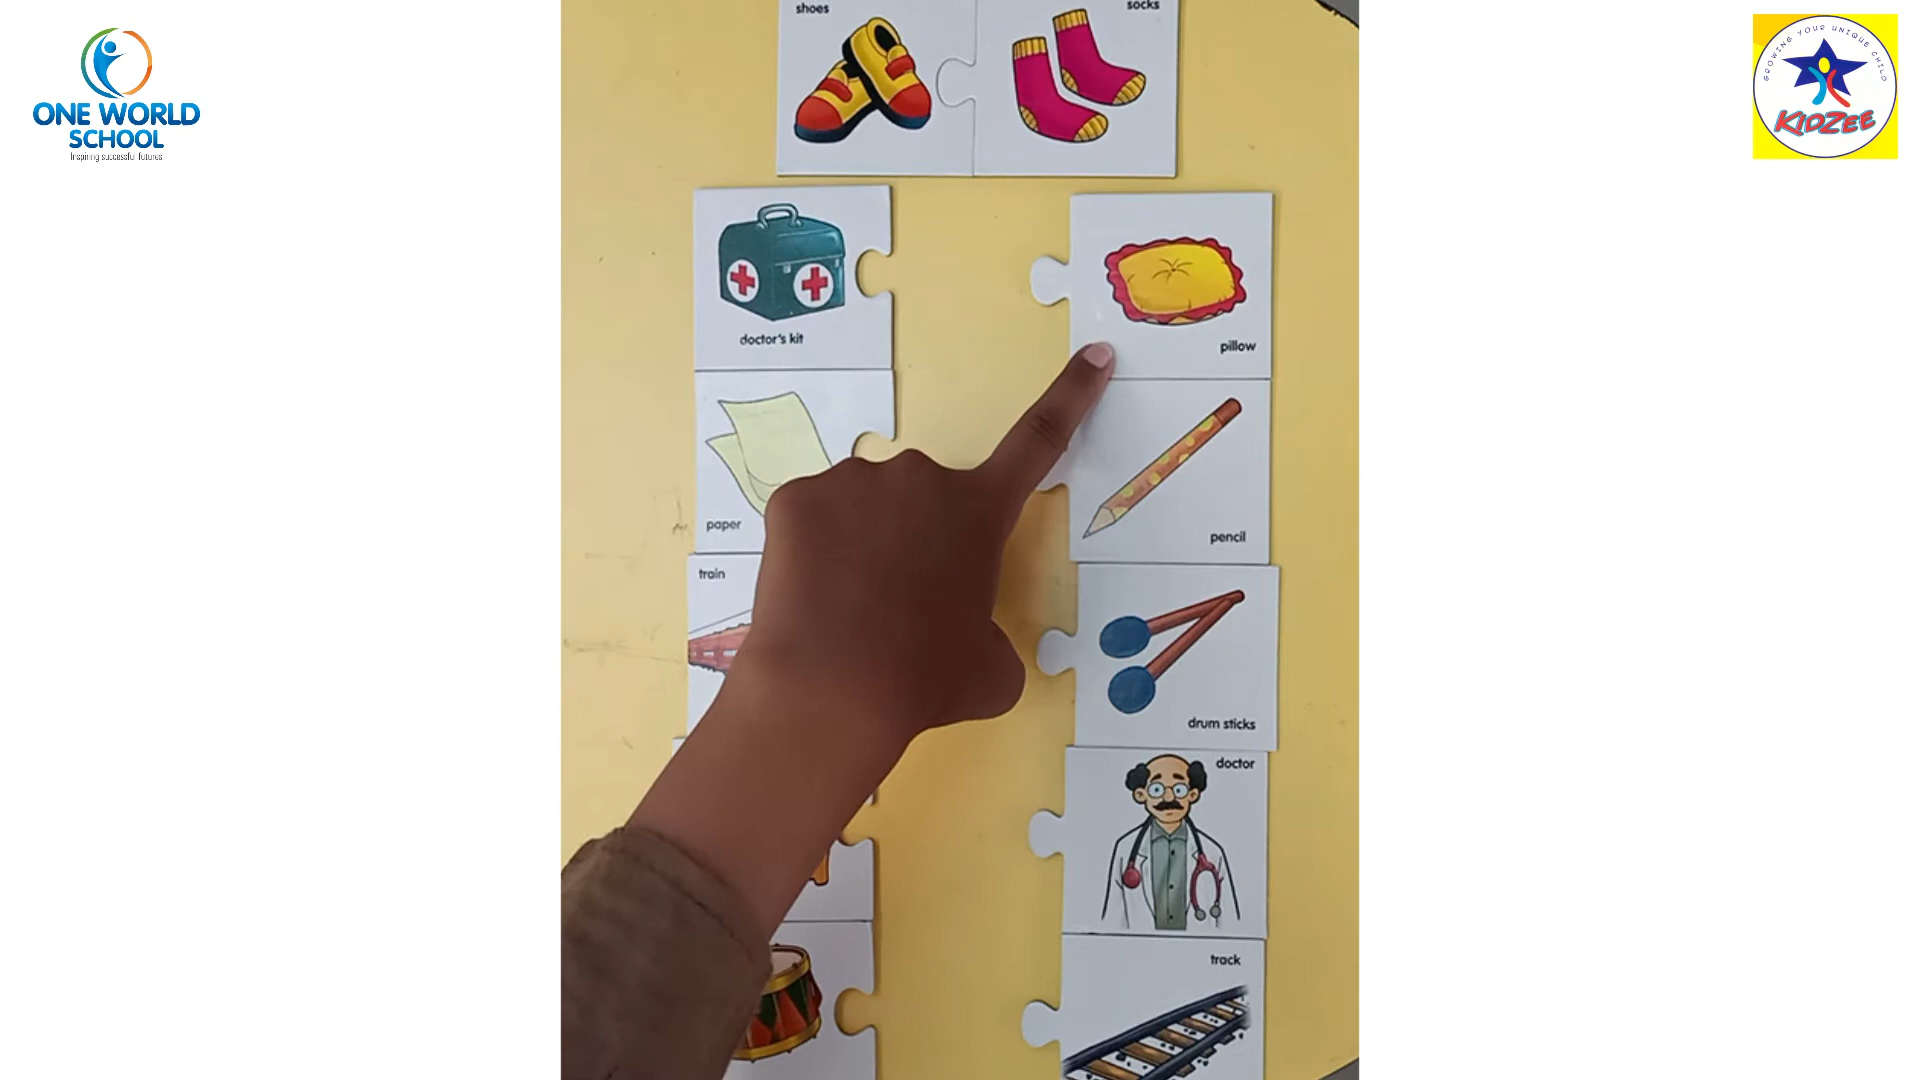 ONE WORLD
SCHOOL
Inspiring successful futures
GROWING YOUR UNIQUE CHILD
KIDZEE
shoes
socks
doctor's kit
pillow
paper
pencil
train
drum sticks
doctor
track